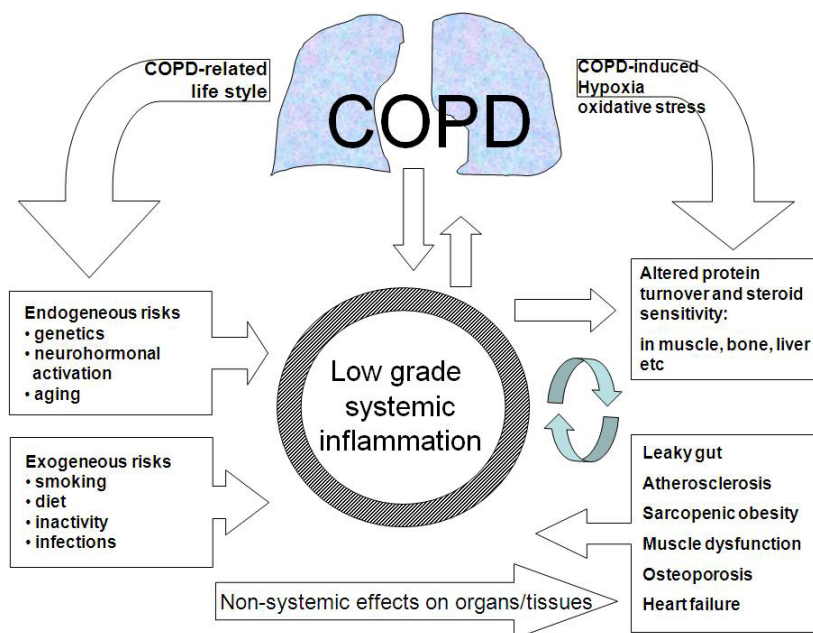 COPD-related
life style
COPD
COPD-induced
Hypoxia
oxidative stress
Endogeneous risks
• genetics
• neurohormonal
activation
• aging
Low grade
systemic
inflammation
Altered protein
turnover and steroid
sensitivity:
in muscle, bone, liver
etc
Exogeneous risks
• smoking
• diet
• inactivity
• infections
Leaky gut
Atherosclerosis
Sarcopenic obesity
Muscle dysfunction
Osteoporosis
Heart failure
Non-systemic effects on organs/tissues